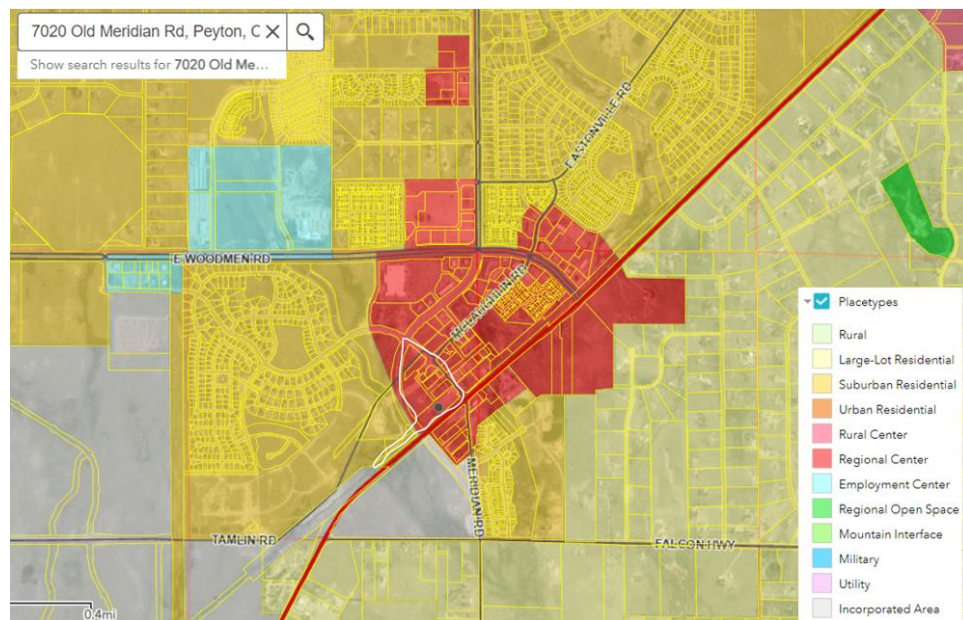 7020 Old Meridian Rd, Peyton, C
Show search results for 7020 Old Me...
EASTONVILLE RD
E WOODMEN RD
MCLAUGHLIN RD
MERIDIAN RD
TAMLIN RD
FALCON HWY
0.4mi
Placetypes
Rural
Large-Lot Residential
Suburban Residential
Urban Residential
Rural Center
Regional Center
Employment Center
Regional Open Space
Mountain Interface
Military
Utility
Incorporated Area